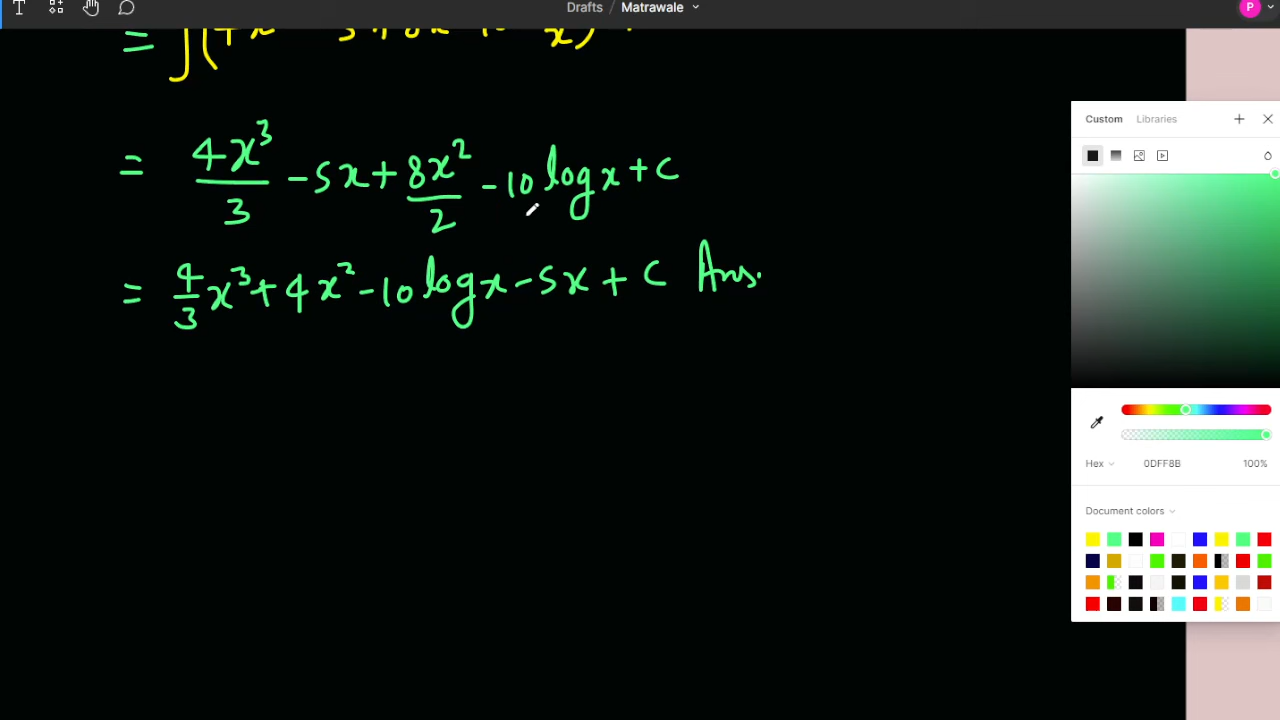 Drafts / Matrawale
= 4x³/3 - 5x + 8x²/2 - 10 log x + c
= 4/3 x³ + 4x² - 10 log x - 5x + c Ans.
Custom Libraries
Hex 0DFF8B 100%
Document colors
P